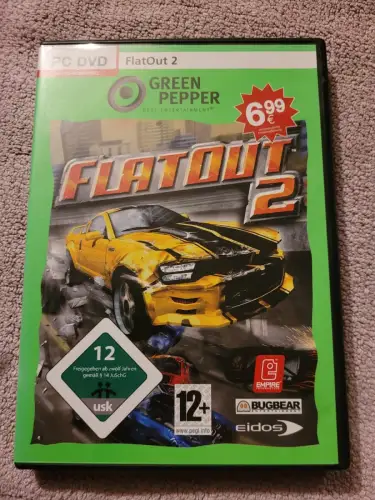 PC DVD
FlatOut 2
GREEN
PEPPER
6.99
€
FLATOUT
2
12
Freigegeben ab zwölf Jahren
gemäß § 14 JuSchG
usk
12+
www.pegi.info
EMPIRE
BUGBEAR
eidos